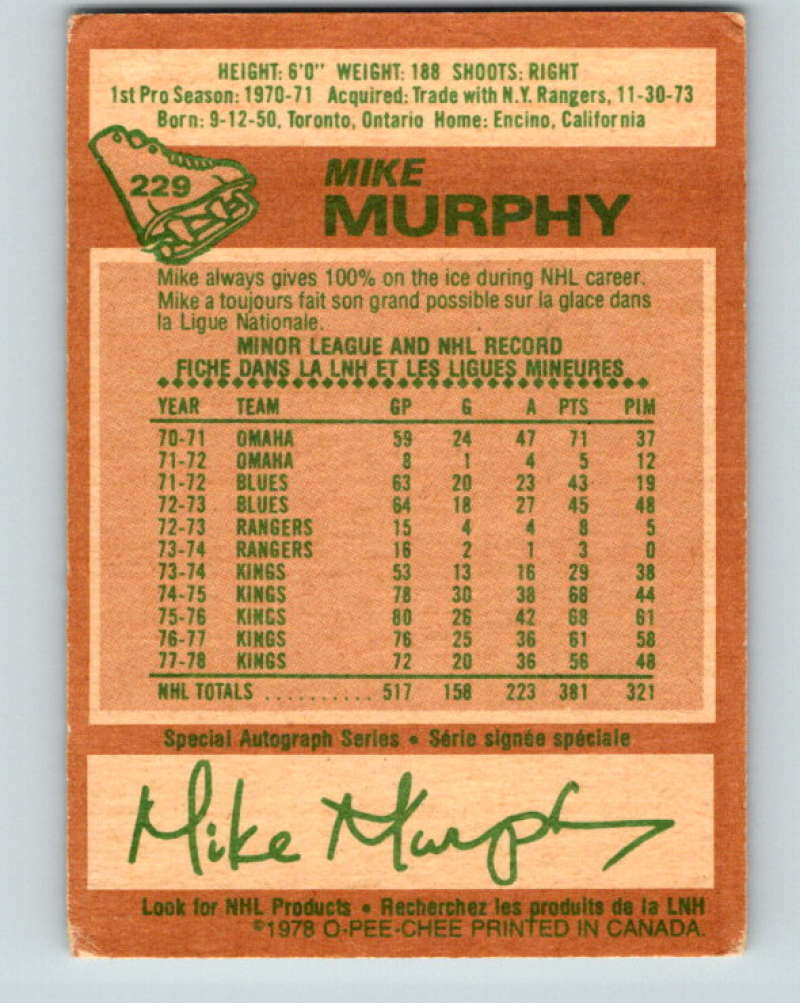 HEIGHT: 6'0" WEIGHT: 188 SHOOTS: RIGHT
1st Pro Season: 1970-71 Acquired: Trade with N.Y. Rangers, 11-30-73
Born: 9-12-50, Toronto, Ontario Home: Encino, California
229
MIKE
MURPHY
Mike always gives 100% on the ice during NHL career.
Mike a toujours fait son grand possible sur la glace dans
la Ligue Nationale.
MINOR LEAGUE AND NHL RECORD
FICHE DANS LA LNH ET LES LIGUES MINEURES
YEAR TEAM GP G A PTS PIM
70-71 OMAHA 59 24 47 71 37
71-72 OMAHA 8 1 4 5 12
71-72 BLUES 63 20 23 43 19
72-73 BLUES 64 18 27 45 48
72-73 RANGERS 15 4 4 8 5
73-74 RANGERS 16 2 1 3 0
73-74 KINGS 53 13 16 29 38
74-75 KINGS 78 30 38 68 44
75-76 KINGS 80 26 42 68 61
76-77 KINGS 76 25 36 61 58
77-78 KINGS 72 20 36 56 48
NHL TOTALS .......... 517 158 223 381 321
Special Autograph Series • Série signée spéciale
Mike Murphy
Look for NHL Products • Recherchez les produits de la LNH
©1978 O-PEE-CHEE PRINTED IN CANADA.